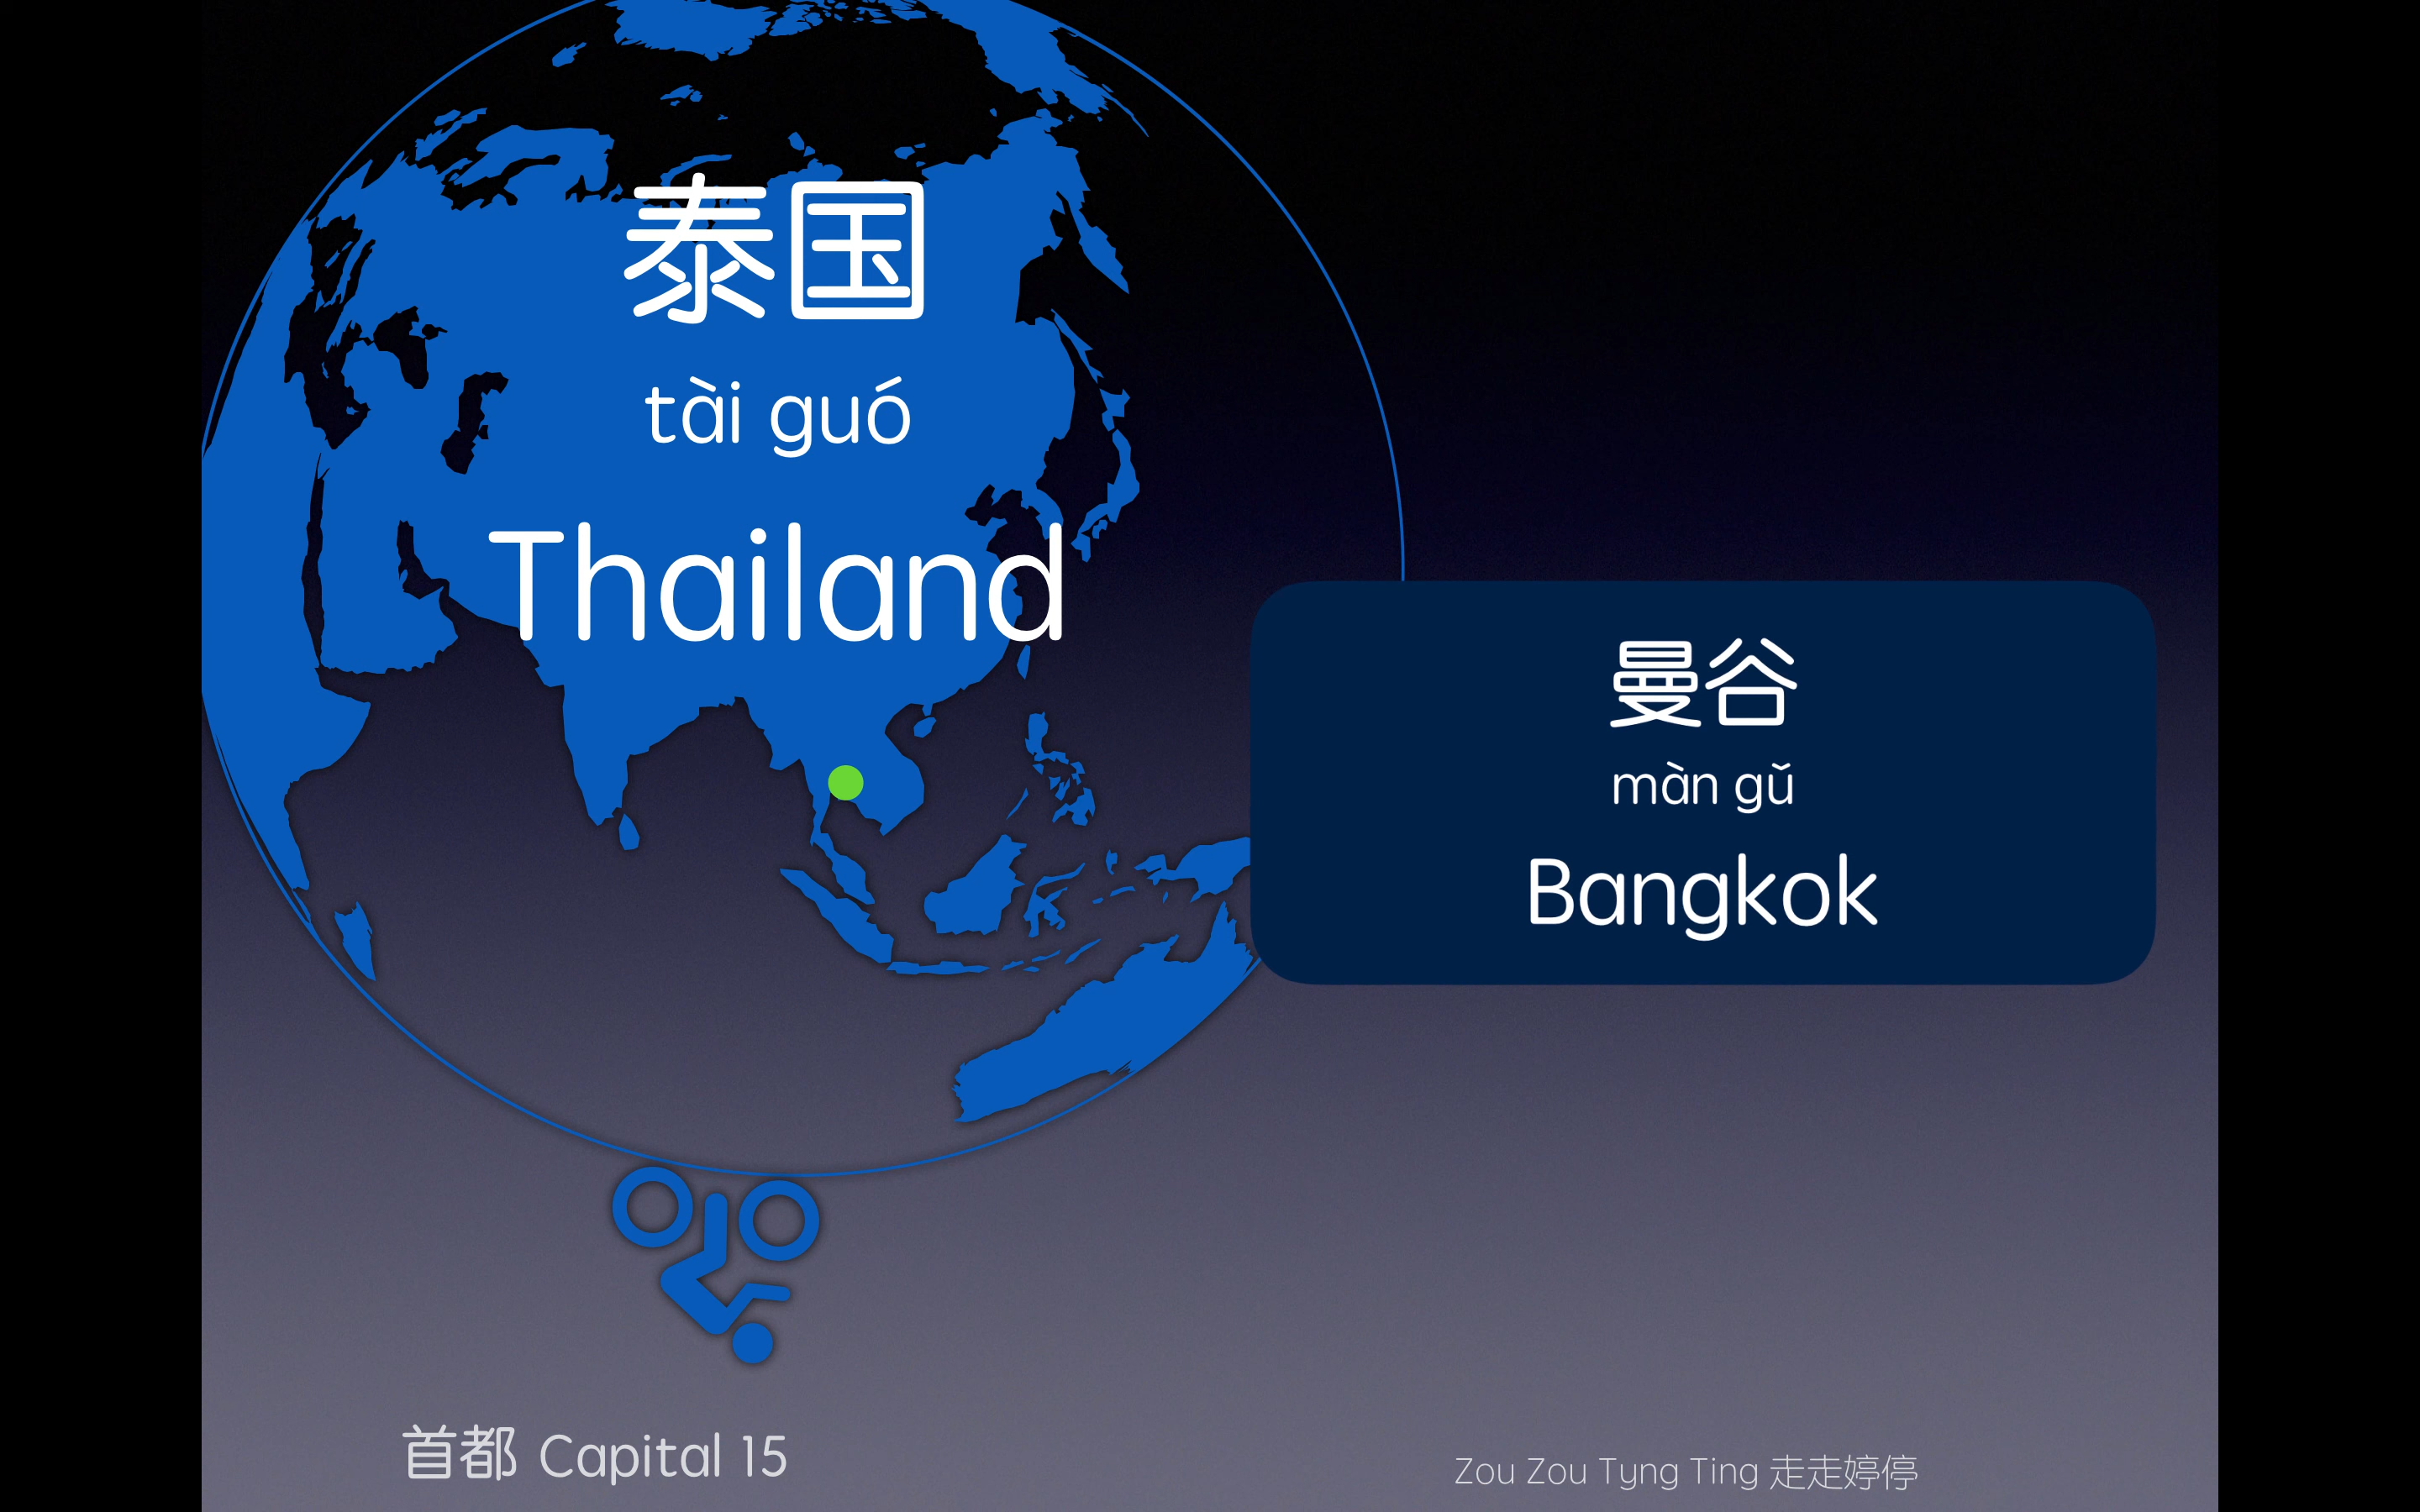 泰国
tài guó
Thailand
曼谷
màn gǔ
Bangkok
首都 Capital 15
Zou Zou Tyng Ting 走走婷停